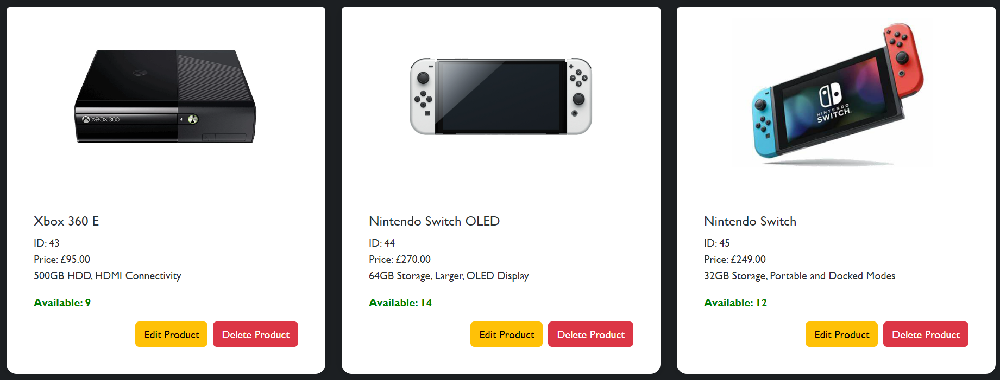 XBOX 360
Xbox 360 E
ID: 43
Price: £95.00
500GB HDD, HDMI Connectivity
Available: 9
Edit Product
Delete Product
Nintendo Switch OLED
ID: 44
Price: £270.00
64GB Storage, Larger, OLED Display
Available: 14
Edit Product
Delete Product
NINTENDO
SWITCH
Nintendo Switch
ID: 45
Price: £249.00
32GB Storage, Portable and Docked Modes
Available: 12
Edit Product
Delete Product